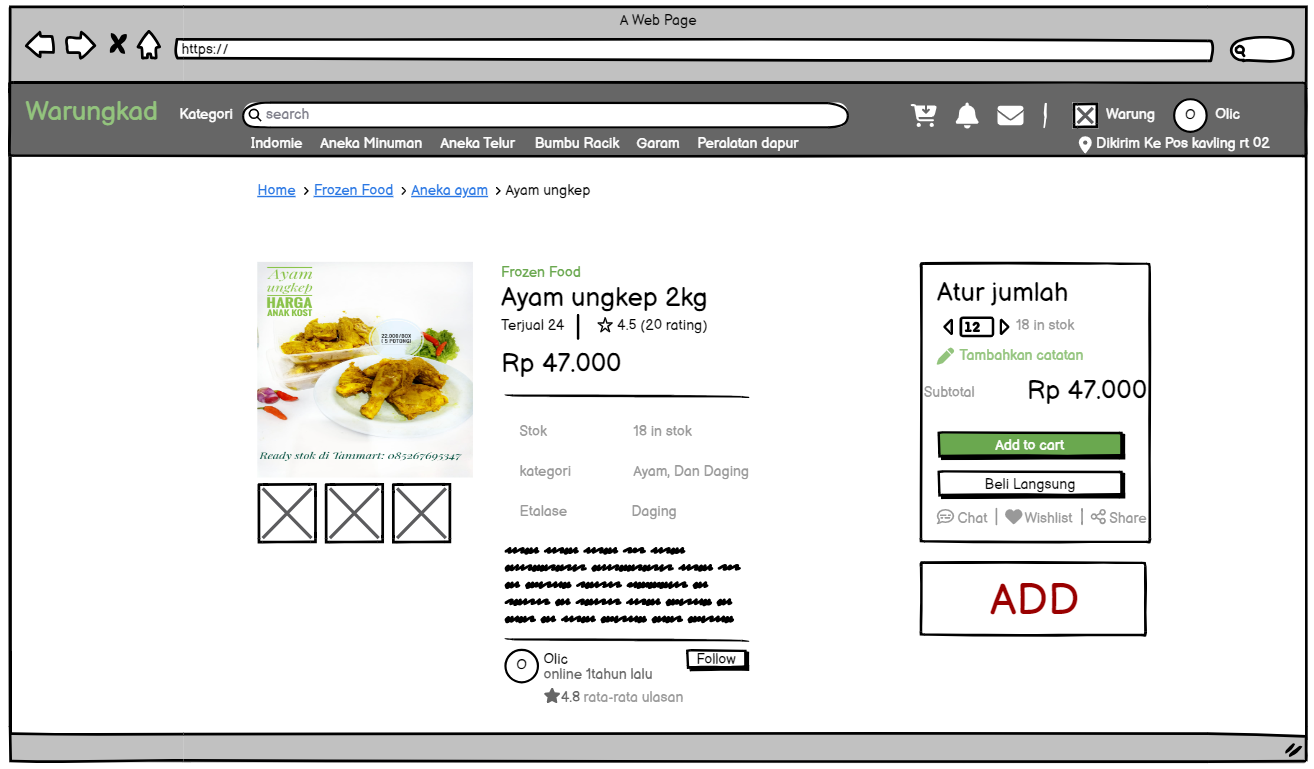 A Web Page
https://
Warungkad
Kategori
search
Warung
Olic
Indomie Aneka Minuman Aneka Telur Bumbu Racik Garam Peralatan dapur
Dikirim Ke Pos kavling rt 02
Home > Frozen Food > Aneka ayam > Ayam ungkep
Ayam
ungkep
HARGA
ANAK KOST
22.000/BOX
( 5 POTONG)
Ready stok di Tammart: 085267695347
Frozen Food
Ayam ungkep 2kg
Terjual 24 | 4.5 (20 rating)
Rp 47.000
Stok 18 in stok
kategori Ayam, Dan Daging
Etalase Daging
O Olic
online 1tahun lalu
Follow
4.8 rata-rata ulasan
Atur jumlah
12 18 in stok
Tambahkan catatan
Subtotal Rp 47.000
Add to cart
Beli Langsung
Chat | Wishlist | Share
ADD